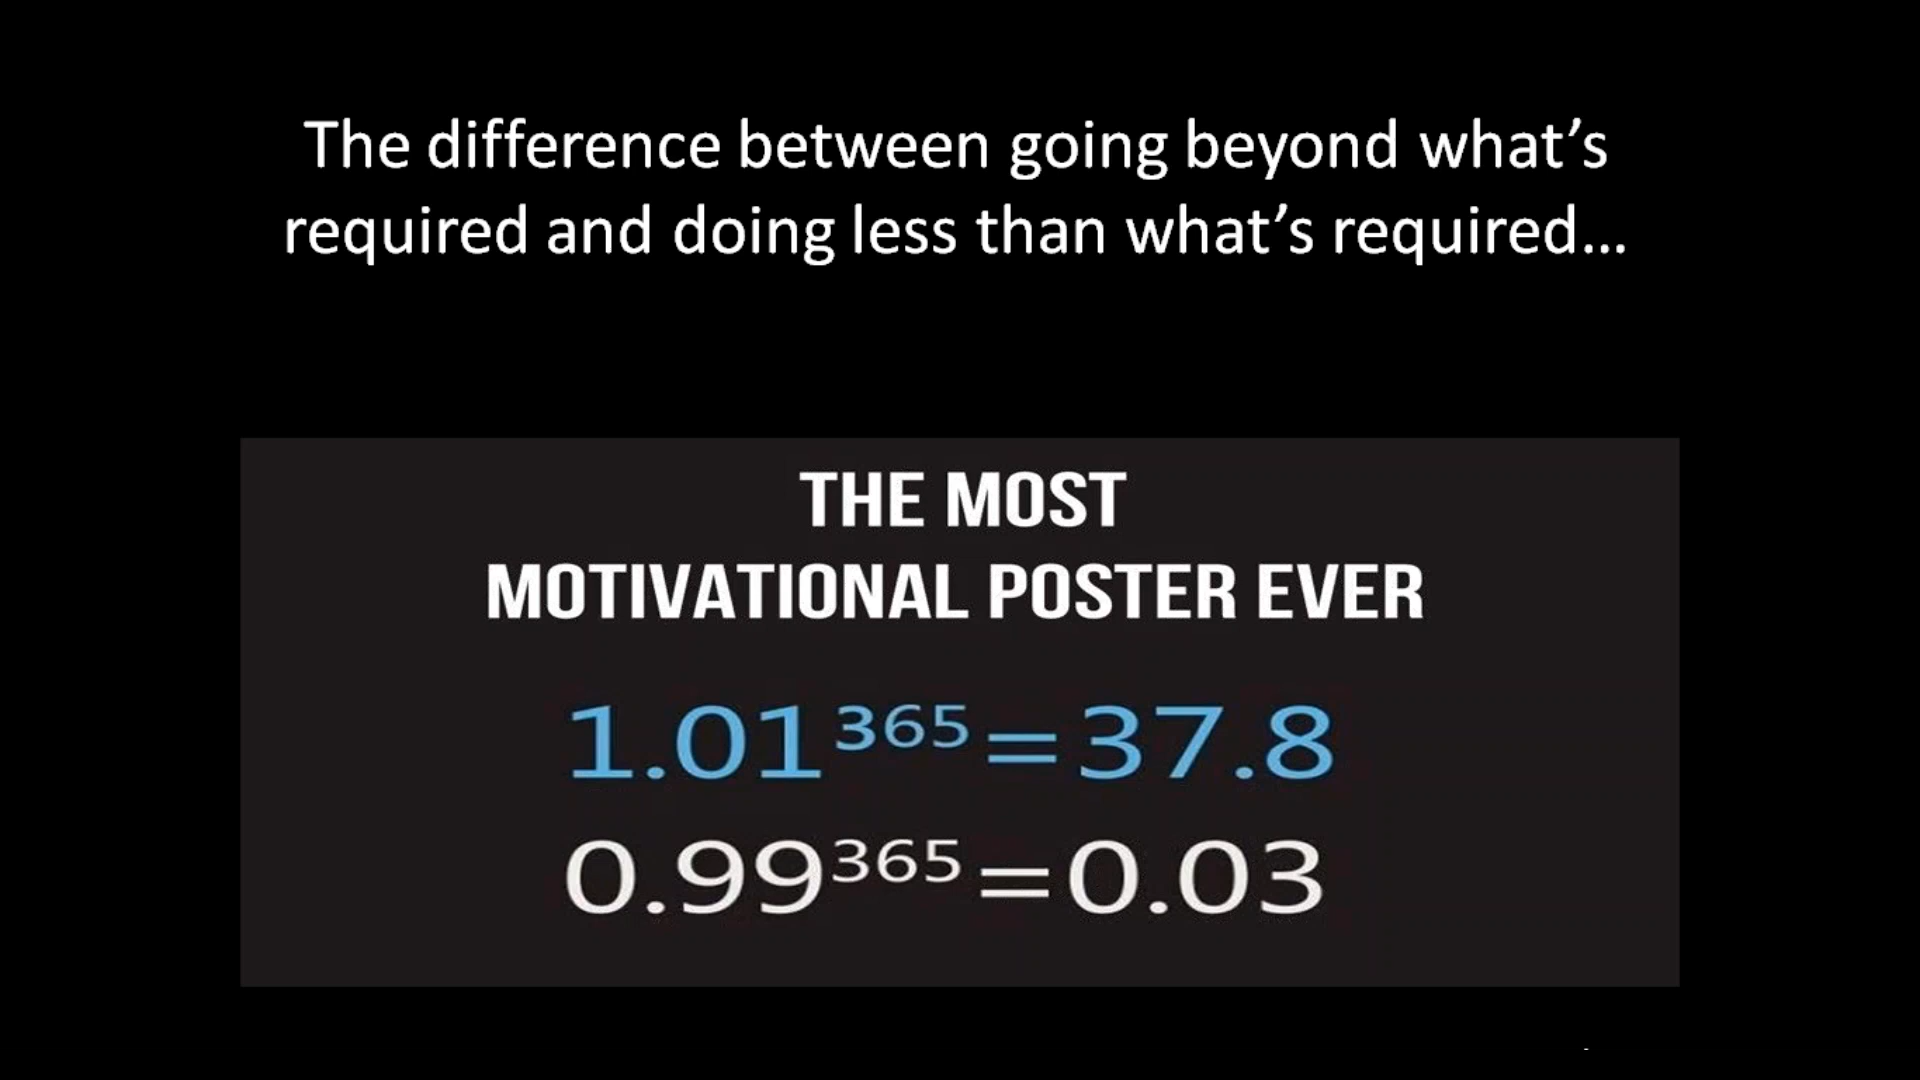 The difference between going beyond what’s
required and doing less than what’s required...
THE MOST
MOTIVATIONAL POSTER EVER
1.01³⁶⁵=37.8
0.99³⁶⁵=0.03